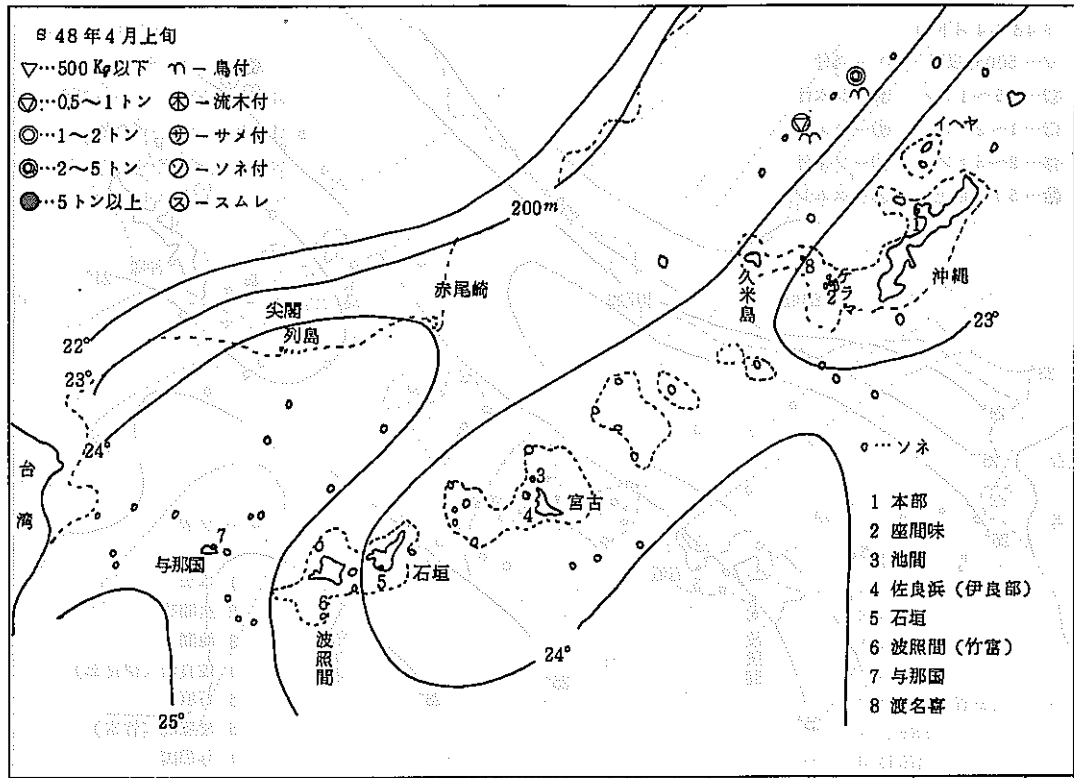 S 48年4月上旬
▽…500Kg以下 ㄇ－鳥付
…0.5～1トン ㊍－流木付
◎…1～2トン ㋚－サメ付
◎…2～5トン ㋞－ソネ付
●…5トン以上 ㋜－スムレ
イヘヤ
1
200m
赤尾崎
久米島
8
2
ケラマ
沖縄
尖閣
列島
22°
23°
23°
24°
台湾
○…ソネ
3
4
宮古
7
与那国
石垣
5
6
波照間
24°
25°
1 本部
2 座間味
3 池間
4 佐良浜(伊良部)
5 石垣
6 波照間(竹富)
7 与那国
8 渡名喜